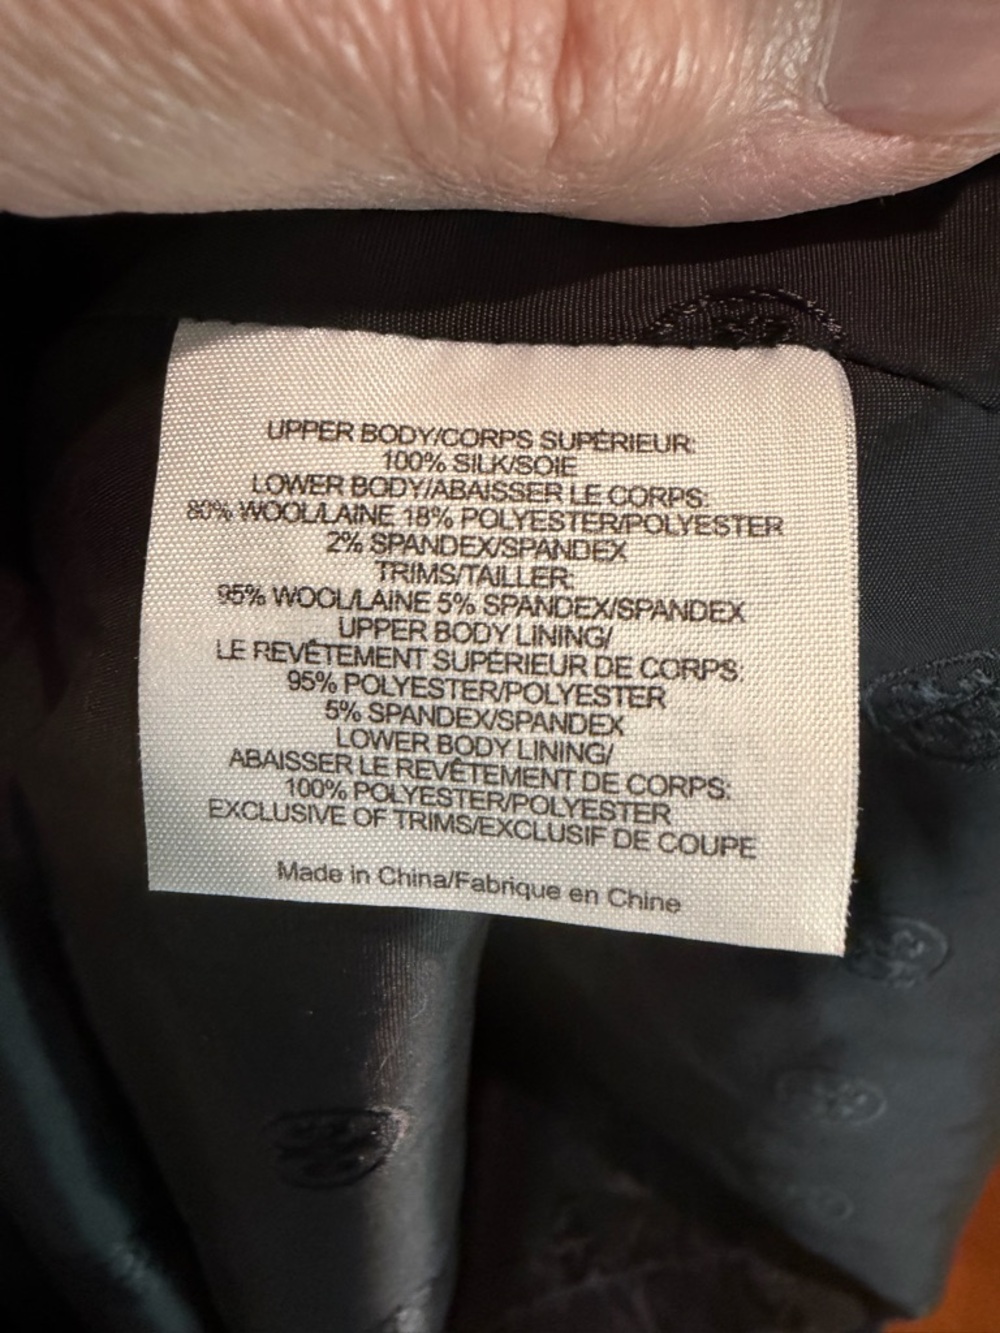 UPPER BODY/CORPS SUPÉRIEUR:
100% SILK/SOIE
LOWER BODY/ABAISSER LE CORPS:
80% WOOL/LAINE 18% POLYESTER/POLYESTER
2% SPANDEX/SPANDEX
TRIMS/TAILLER:
95% WOOL/LAINE 5% SPANDEX/SPANDEX
UPPER BODY LINING/
LE REVÊTEMENT SUPÉRIEUR DE CORPS:
95% POLYESTER/POLYESTER
5% SPANDEX/SPANDEX
LOWER BODY LINING/
ABAISSER LE REVÊTEMENT DE CORPS:
100% POLYESTER/POLYESTER
EXCLUSIVE OF TRIMS/EXCLUSIF DE COUPE
Made in China/Fabrique en Chine